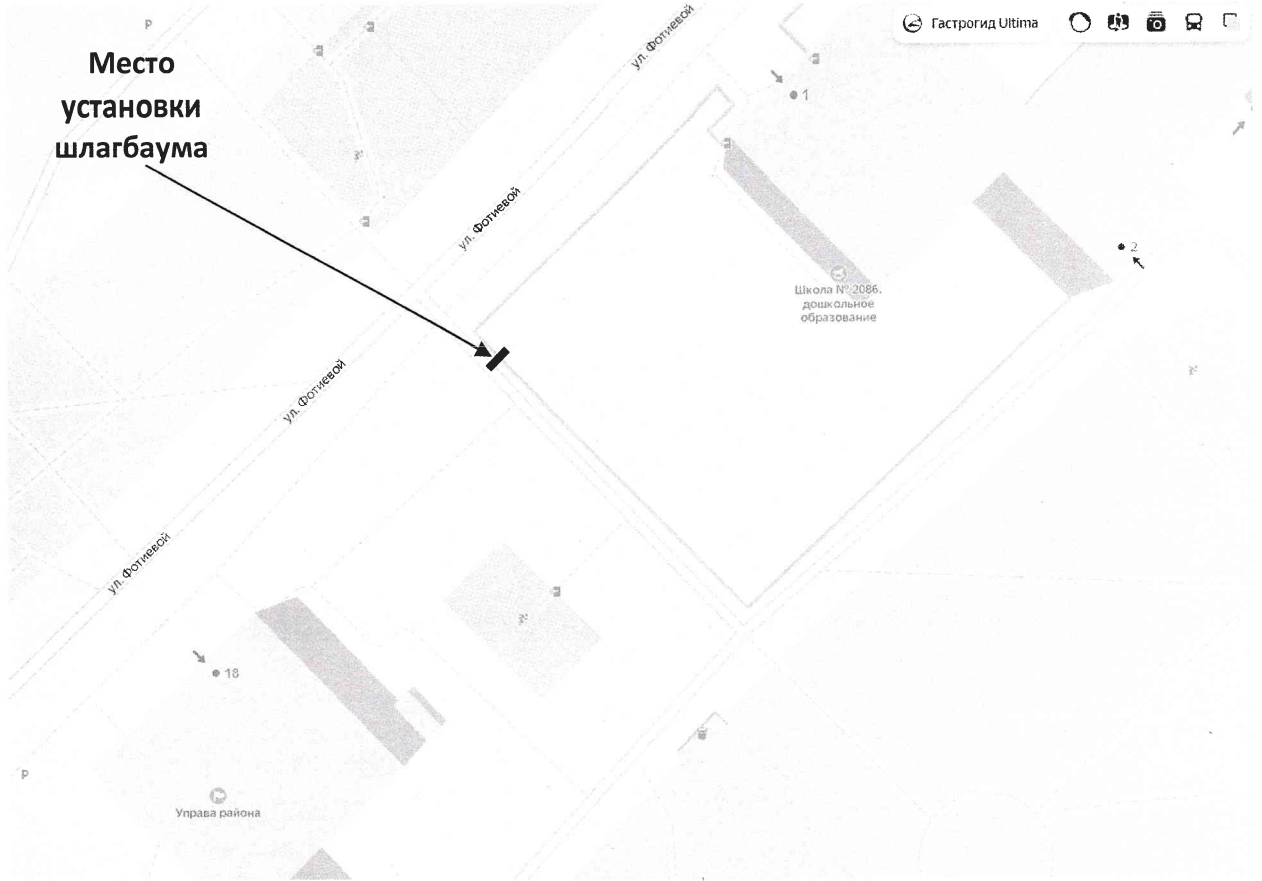 Р
Гастрогид Ultima
ул. Фотиевой
Место
установки
шлагбаума
1
ул. Фотиевой
2
Школа № 2086,
дошкольное
образование
ул. Фотиевой
ул. Фотиевой
18
Р
Управа района